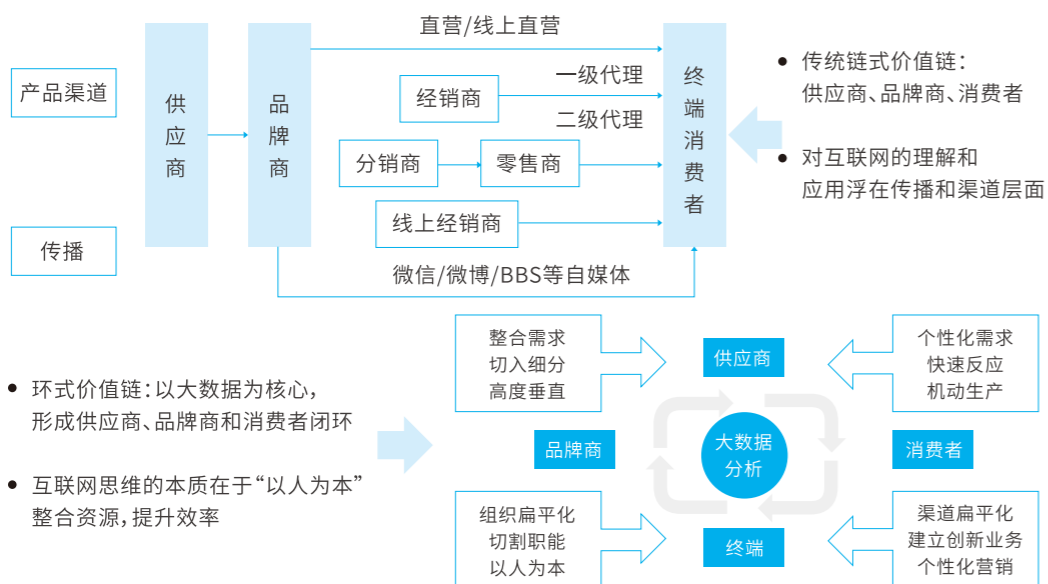 直营/线上直营
产品渠道
传播
供应商
品牌商
经销商
一级代理
二级代理
分销商
零售商
线上经销商
微信/微博/BBS等自媒体
终端消费者
● 传统链式价值链：
供应商、品牌商、消费者
● 对互联网的理解和
应用浮在传播和渠道层面
● 环式价值链：以大数据为核心，
形成供应商、品牌商和消费者闭环
● 互联网思维的本质在于“以人为本”
整合资源，提升效率
整合需求
切入细分
高度垂直
供应商
个性化需求
快速反应
机动生产
品牌商
大数据
分析
消费者
组织扁平化
切割职能
以人为本
终端
渠道扁平化
建立创新业务
个性化营销